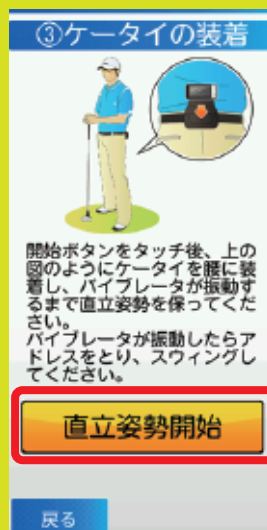 ③ケータイの装着
開始ボタンをタッチ後、上の
図のようにケータイを腰に装
着し、バイブレータが振動す
るまで直立姿勢を保ってくだ
さい。
バイブレータが振動したらア
ドレスをとり、スウィングし
てください。
直立姿勢開始
戻る